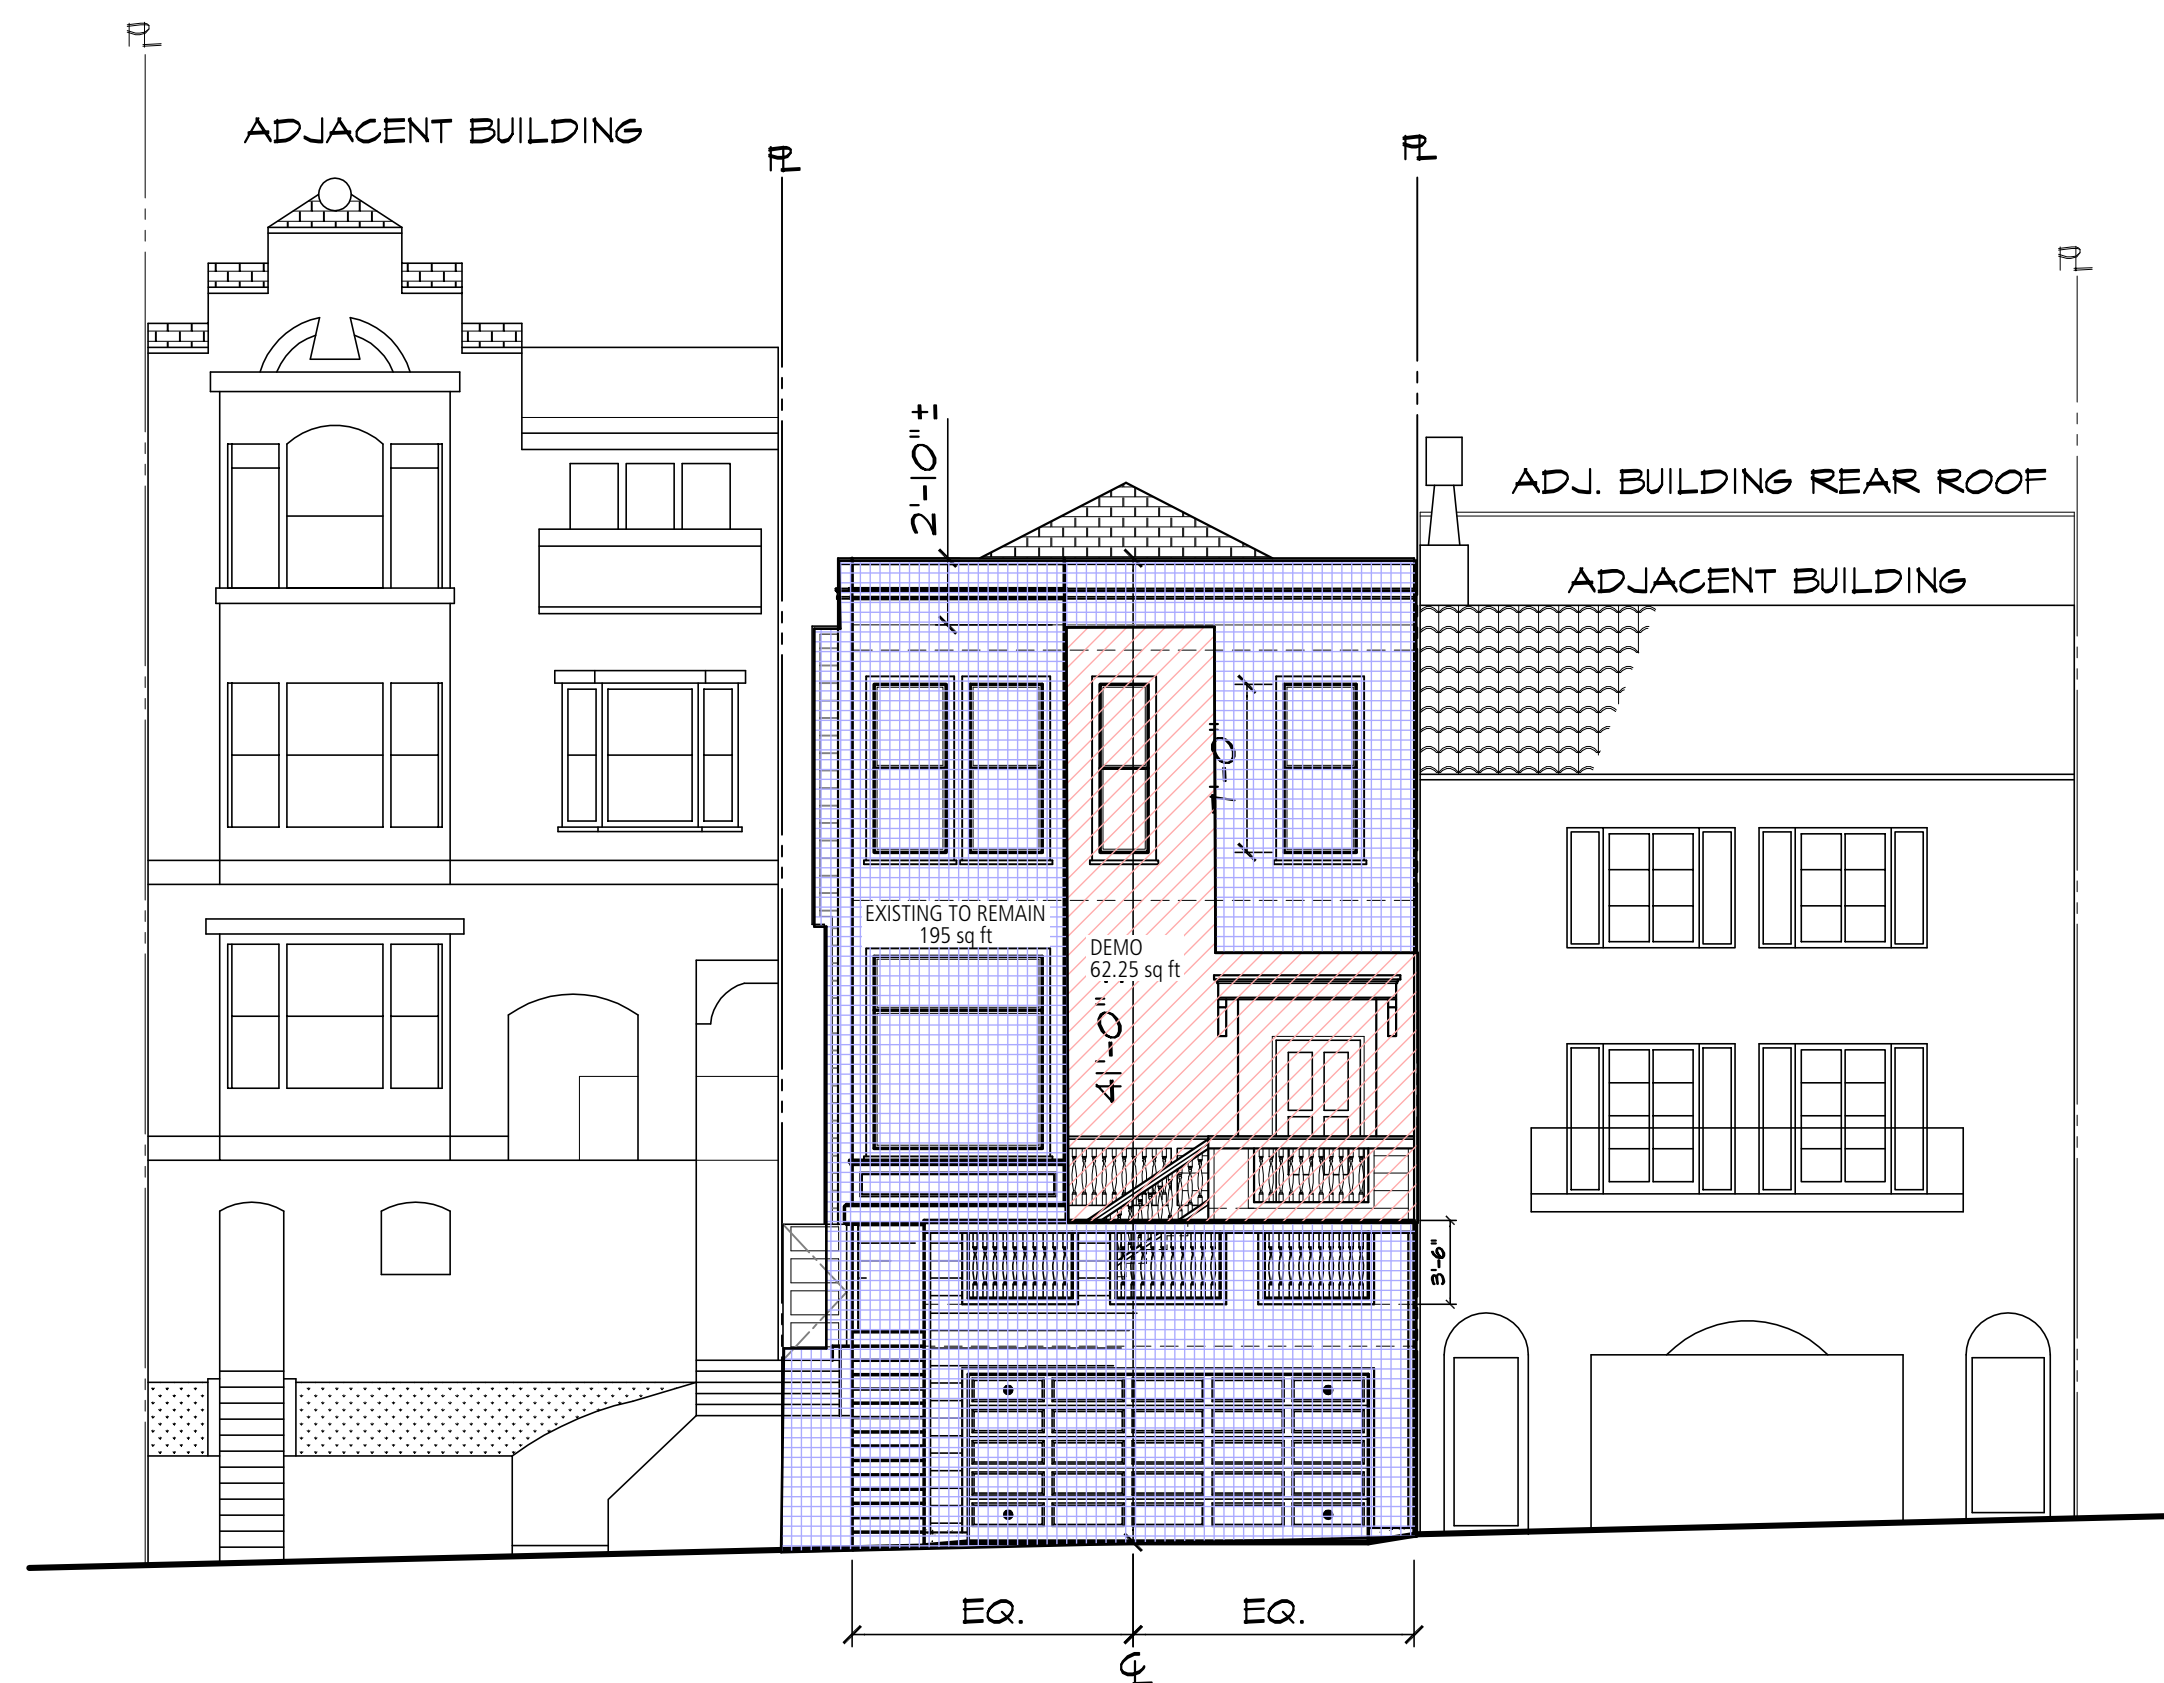 PL
ADJACENT BUILDING
PL
PL
PL
2'-10"±
ADJ. BUILDING REAR ROOF
ADJACENT BUILDING
7'-0"
EXISTING TO REMAIN
195 sq ft
DEMO
62.25 sq ft
41'-0"
3'-6"
EQ.
EQ.
CL